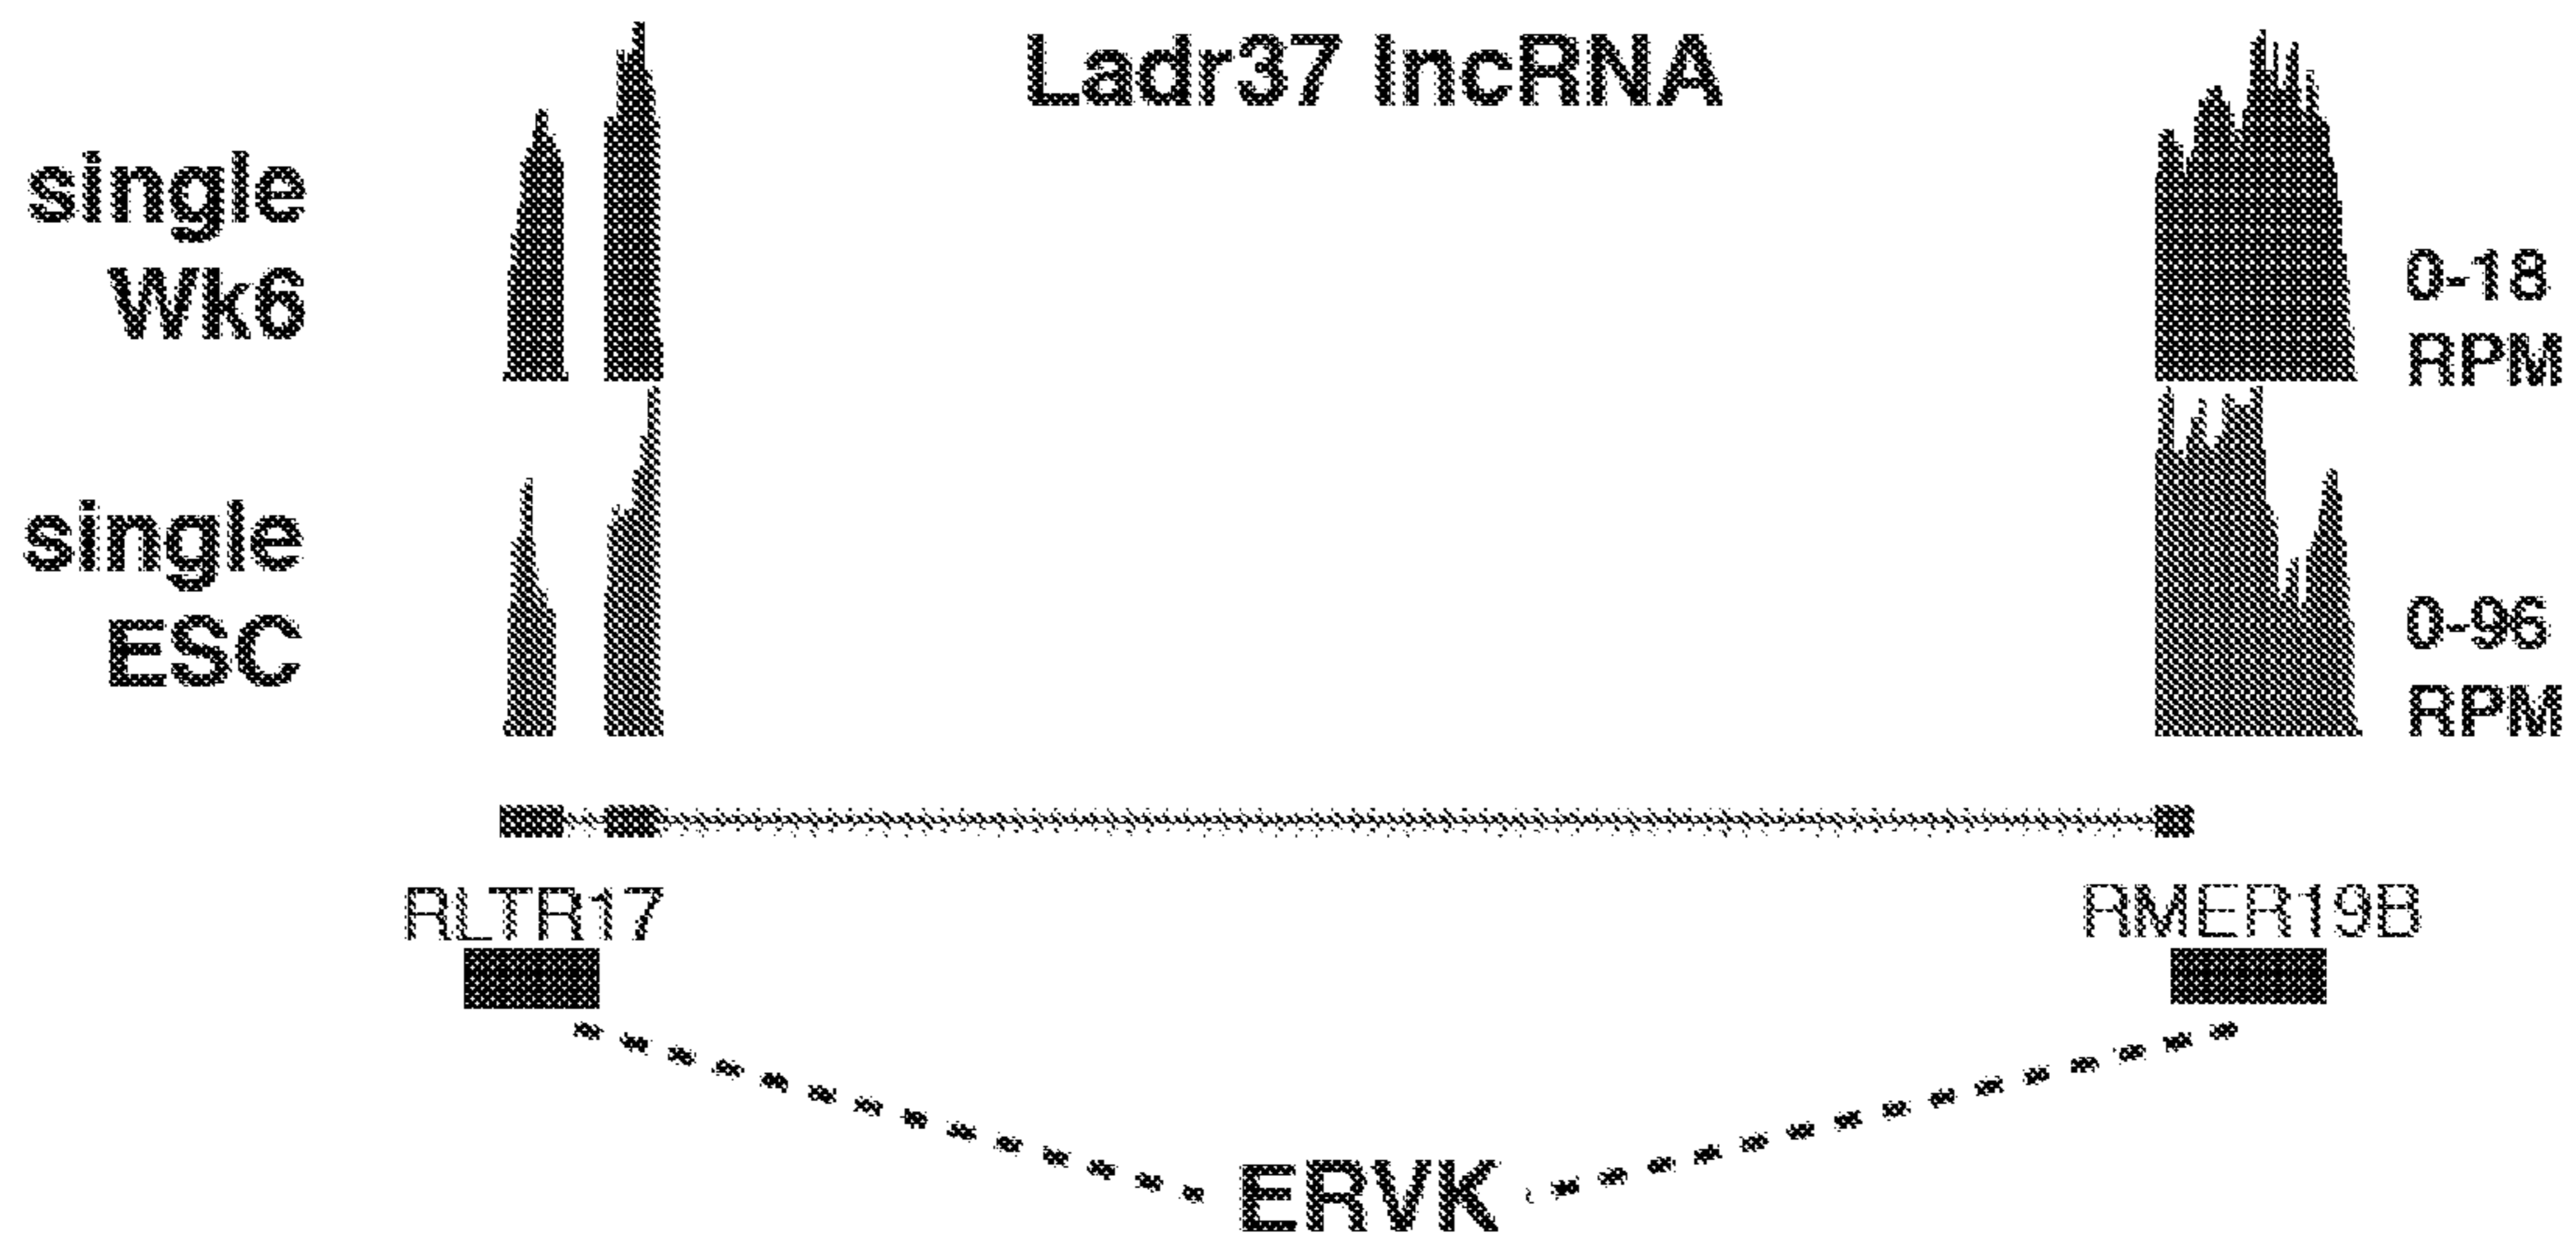 Ladr37 lncRNA
single
Wk6
0-18
RPM
single
ESC
0-96
RPM
RLTR17
RMER19B
ERVK